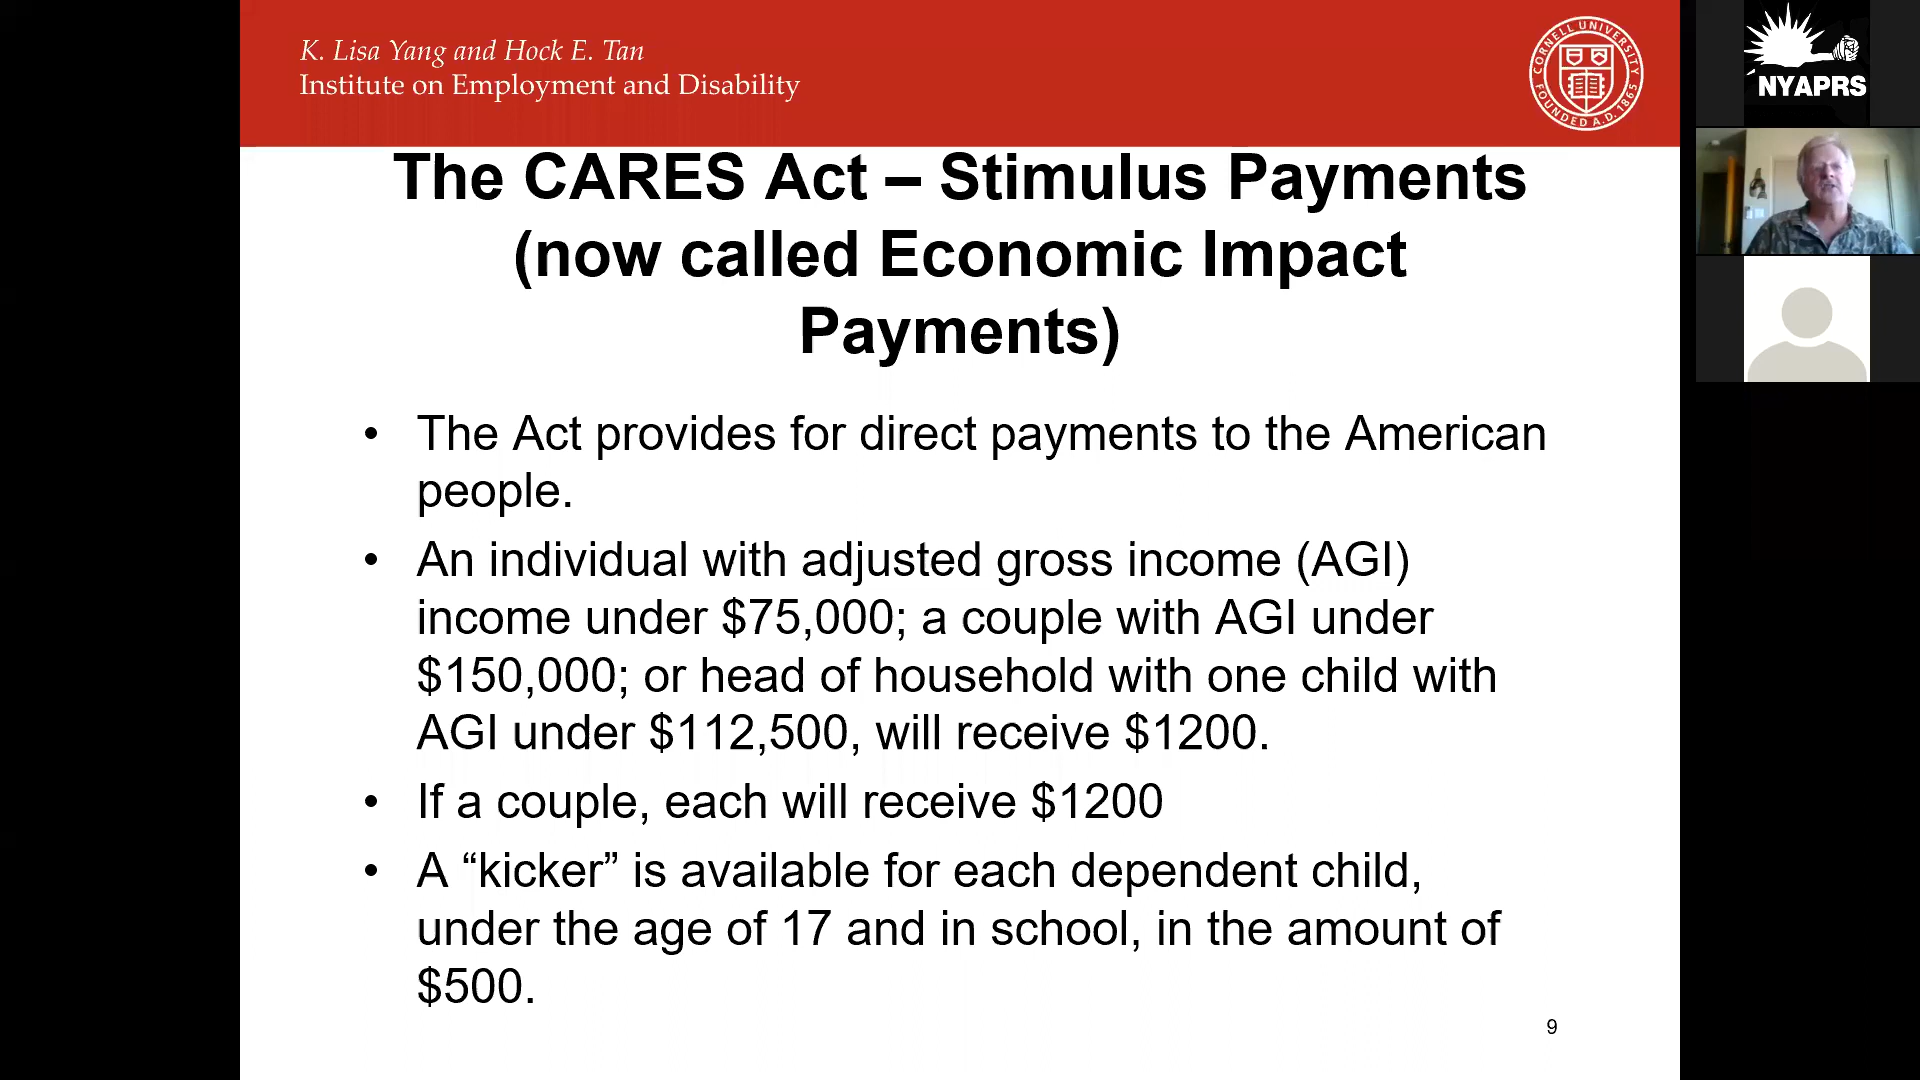 K. Lisa Yang and Hock E. Tan
Institute on Employment and Disability
CORNELL UNIVERSITY
FOUNDED A.D. 1865
NYAPRS
The CARES Act – Stimulus Payments
(now called Economic Impact
Payments)
• The Act provides for direct payments to the American
people.
• An individual with adjusted gross income (AGI)
income under $75,000; a couple with AGI under
$150,000; or head of household with one child with
AGI under $112,500, will receive $1200.
• If a couple, each will receive $1200
• A “kicker” is available for each dependent child,
under the age of 17 and in school, in the amount of
$500.
9